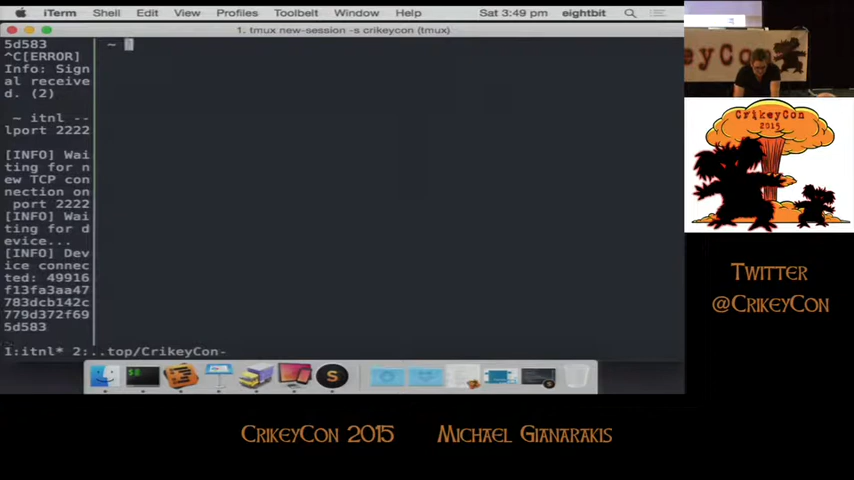 iTerm Shell Edit View Profiles Toolbelt Window Help Sat 3:49 pm eightbit
1. tmux new-session -s crikeycon (tmux)
5d583
^C[ERROR]
Info: Sign
al receive
d. (2)
~ itnl --
lport 2222
[INFO] Wai
ting for n
ew TCP con
nection on
port 2222
[INFO] Wai
ting for d
evice...
[INFO] Dev
ice connec
ted: 49916
f13fa3aa47
783dcb142c
779d372f69
5d583
~
1:itnl* 2:..top/CrikeyCon-
eyCo
CrikeyCon
2015
Twitter
@CrikeyCon
CrikeyCon 2015 Michael Gianarakis